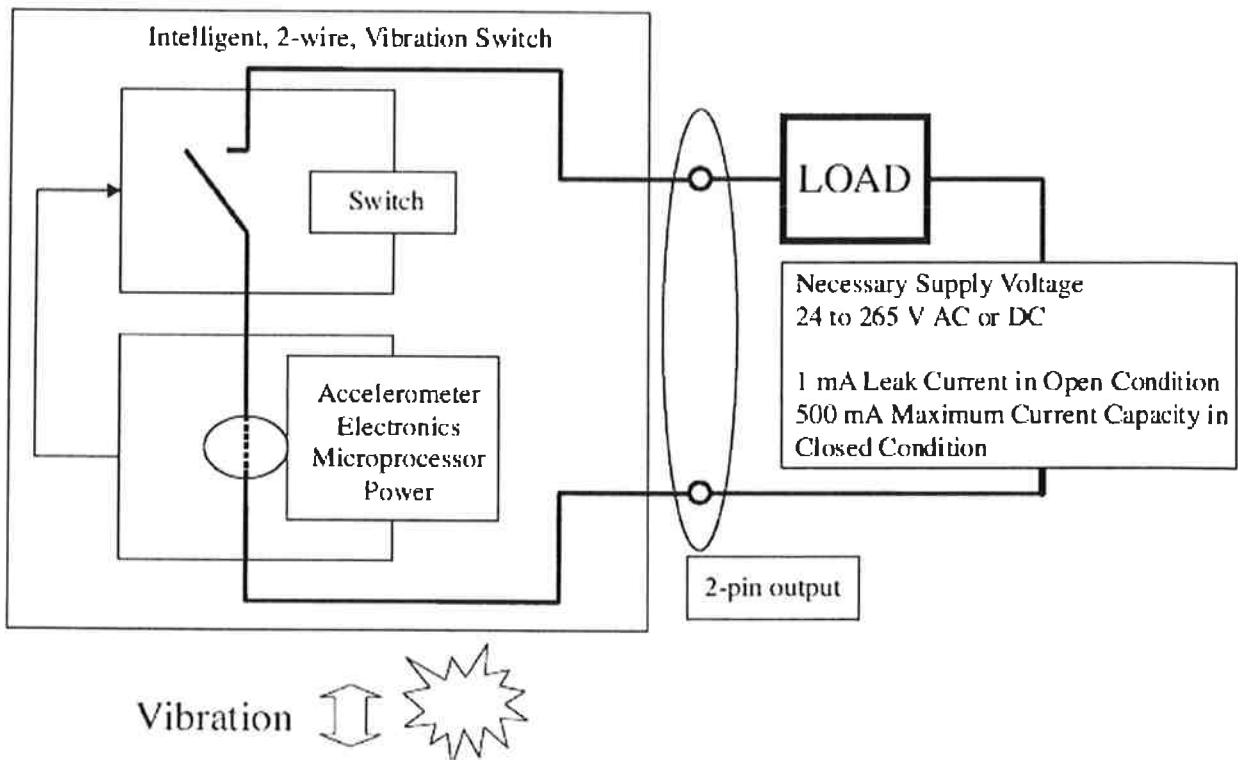 Intelligent, 2-wire, Vibration Switch
Switch
LOAD
Necessary Supply Voltage
24 to 265 V AC or DC
1 mA Leak Current in Open Condition
500 mA Maximum Current Capacity in
Closed Condition
Accelerometer
Electronics
Microprocessor
Power
2-pin output
Vibration